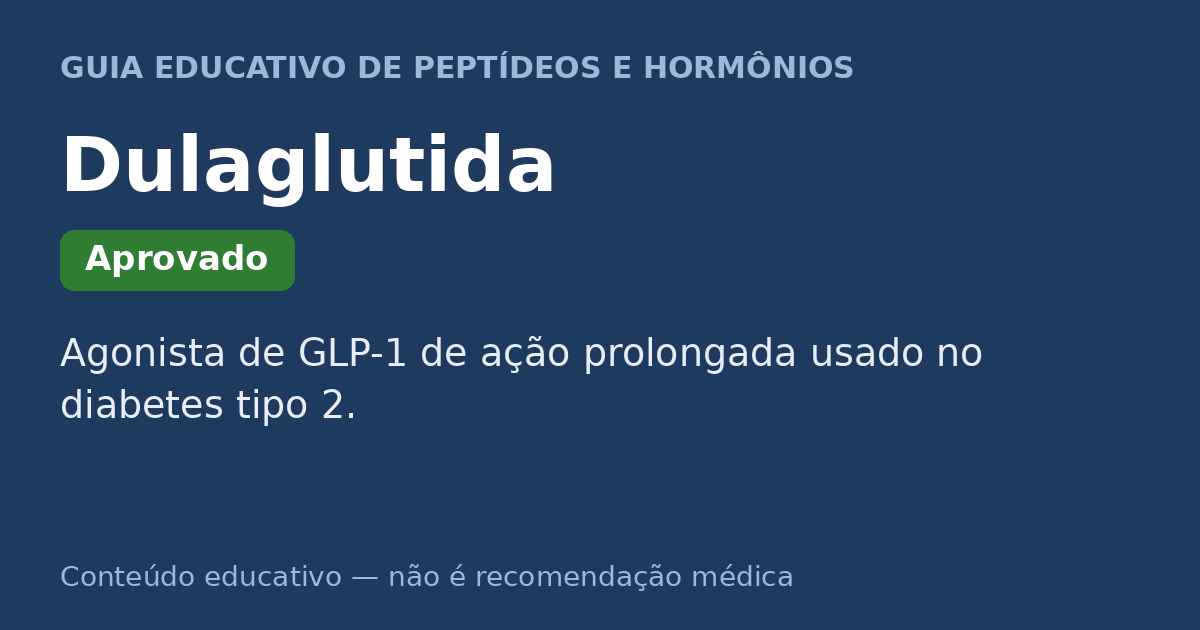 GUIA EDUCATIVO DE PEPTÍDEOS E HORMÔNIOS
Dulaglutida
Aprovado
Agonista de GLP-1 de ação prolongada usado no
diabetes tipo 2.
Conteúdo educativo — não é recomendação médica